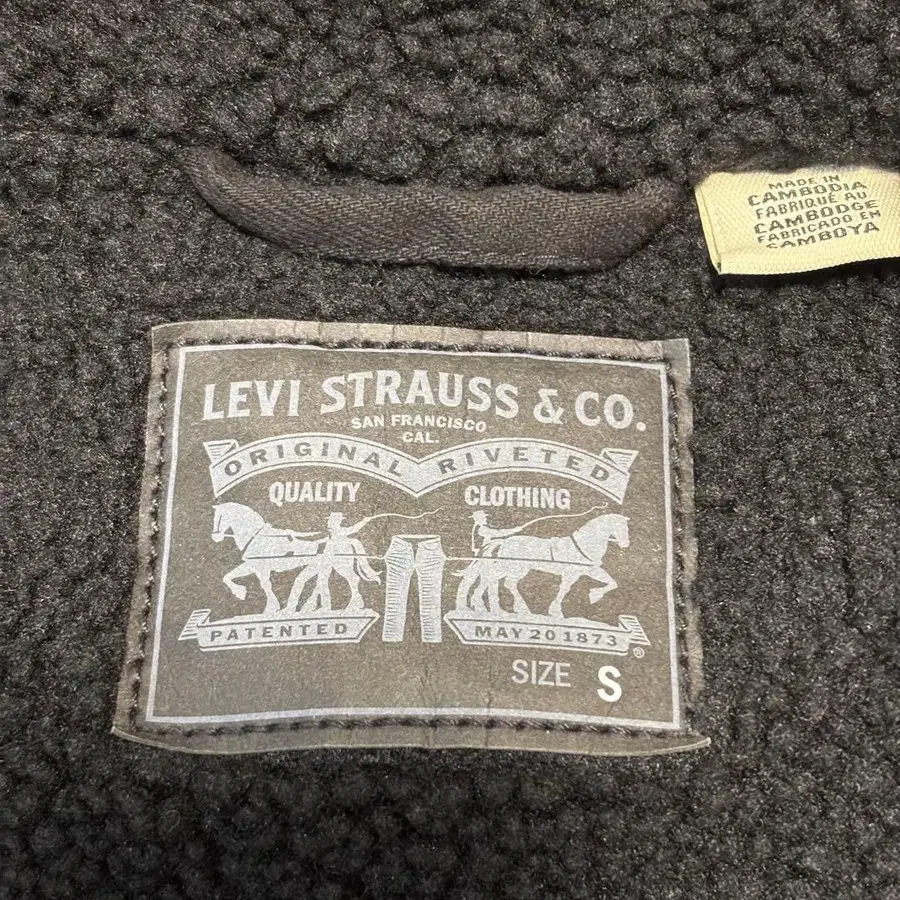 MADE IN
CAMBODIA
FABRIQUÉ AU
CAMBODGE
FABRICADO EN
CAMBOYA
LEVI STRAUSS & CO.
SAN FRANCISCO
CAL.
ORIGINAL RIVETED
QUALITY CLOTHING
PATENTED MAY 20 1873
®
SIZE S